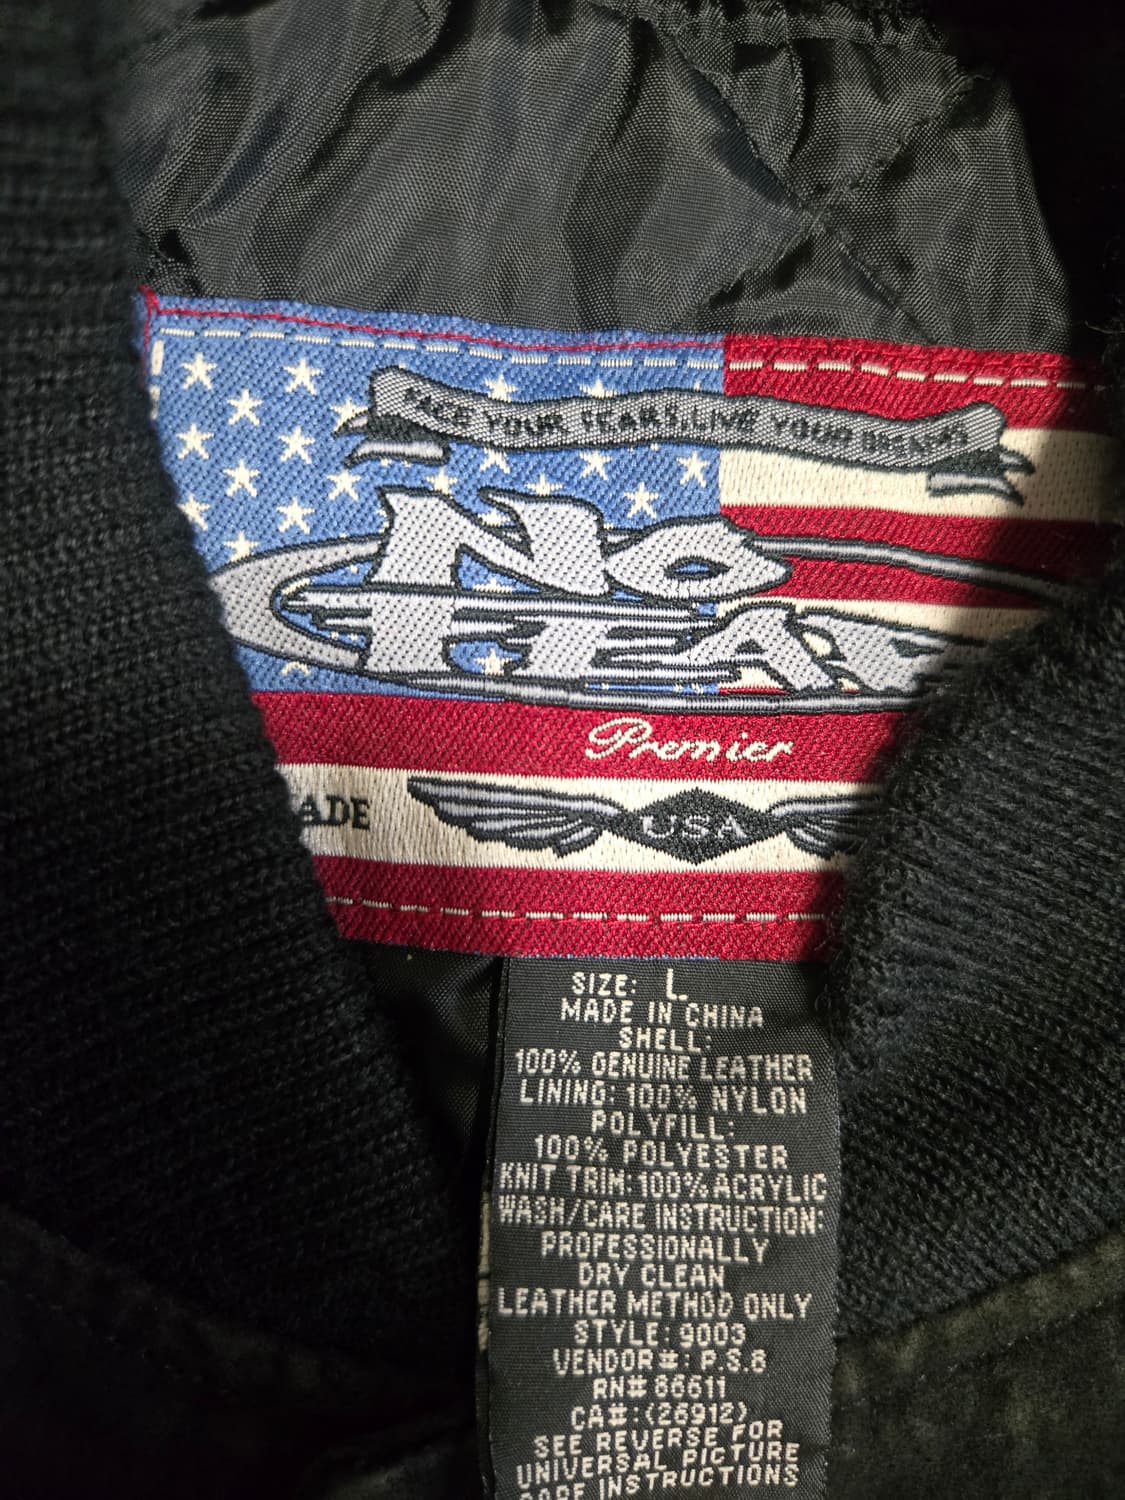 FACE YOUR FEARS, LIVE YOUR DREAMS
No
FEAR
Premier
ADE
USA
SIZE: L
MADE IN CHINA
SHELL:
100% GENUINE LEATHER
LINING: 100% NYLON
POLYFILL:
100% POLYESTER
KNIT TRIM: 100% ACRYLIC
WASH/CARE INSTRUCTION:
PROFESSIONALLY
DRY CLEAN
LEATHER METHOD ONLY
STYLE: 9003
VENDOR#: P.S.8
RN# 86611
CA#:(26912)
SEE REVERSE FOR
UNIVERSAL PICTURE
CARE INSTRUCTIONS